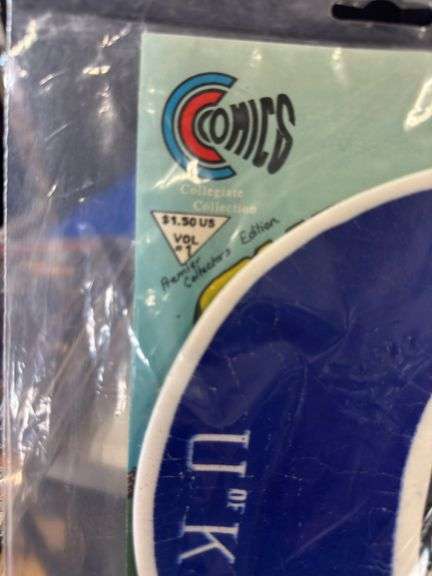 COMICS
Collegiate
Collection
$1.50 US
VOL
#1
Premier
Collectors Edition
U OF K